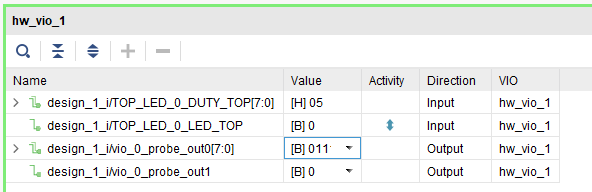 hw_vio_1
Name Value Activity Direction VIO
design_1_i/TOP_LED_0_DUTY_TOP[7:0] [H] 05 Input hw_vio_1
design_1_i/TOP_LED_0_LED_TOP [B] 0 Input hw_vio_1
design_1_i/vio_0_probe_out0[7:0] [B] 011 Output hw_vio_1
design_1_i/vio_0_probe_out1 [B] 0 Output hw_vio_1